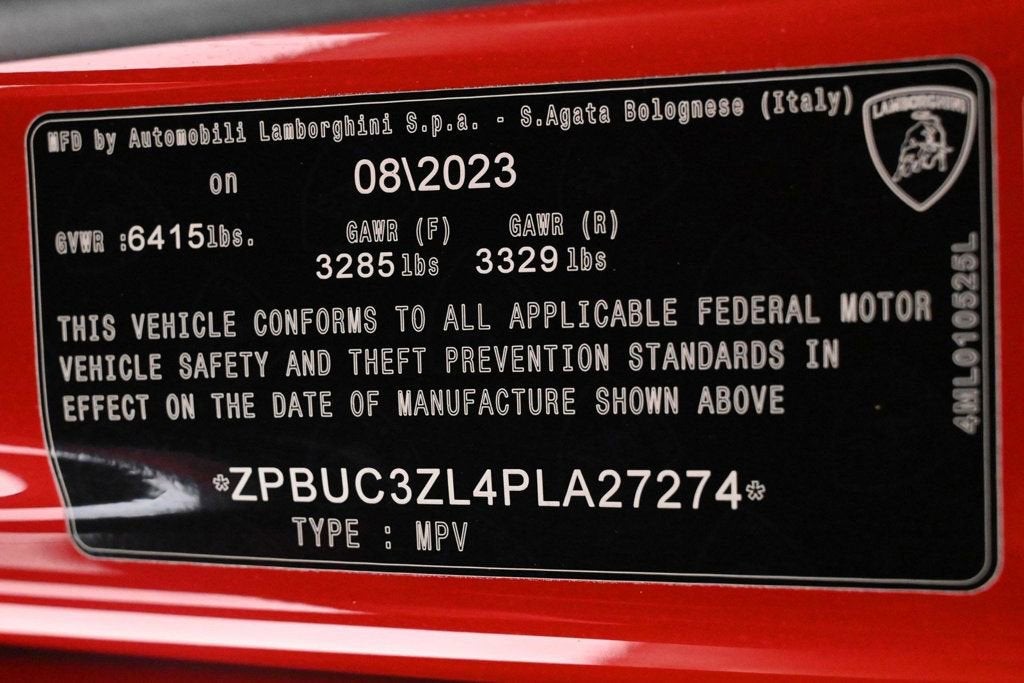 MFD by Automobili Lamborghini S.p.a. - S.Agata Bolognese (Italy)
LAMBORGHINI
on 08\2023
GVWR :6415lbs. GAWR (F) GAWR (R)
3285lbs 3329lbs
THIS VEHICLE CONFORMS TO ALL APPLICABLE FEDERAL MOTOR
VEHICLE SAFETY AND THEFT PREVENTION STANDARDS IN
EFFECT ON THE DATE OF MANUFACTURE SHOWN ABOVE
*ZPBUC3ZL4PLA27274*
TYPE : MPV
4ML010525L